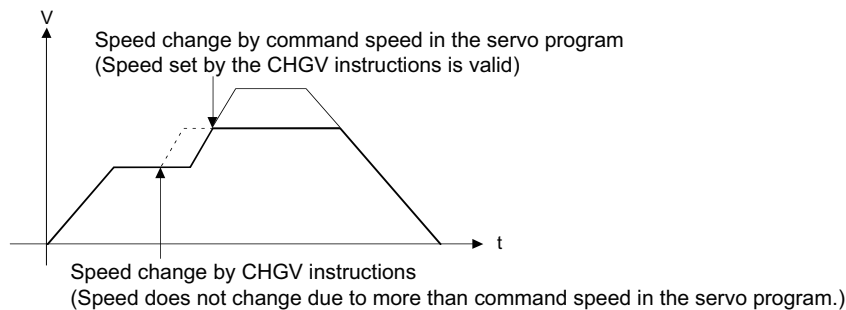 V
Speed change by command speed in the servo program
(Speed set by the CHGV instructions is valid)
t
Speed change by CHGV instructions
(Speed does not change due to more than command speed in the servo program.)